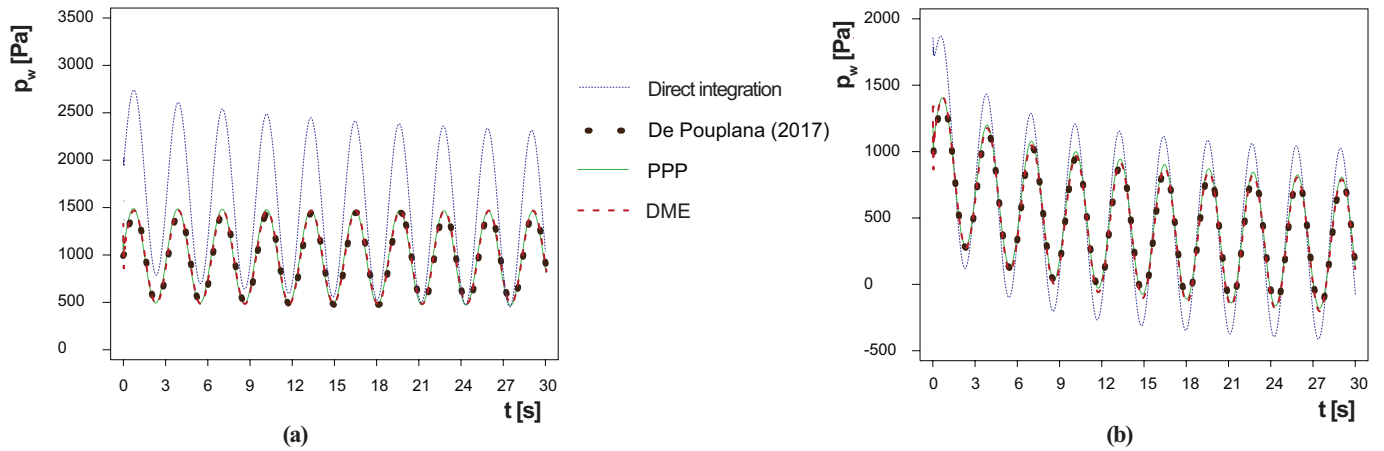 p_w [Pa]
3500
3000
2500
2000
1500
1000
500
0
0 3 6 9 12 15 18 21 24 27 30
t [s]
(a)
Direct integration
De Pouplana (2017)
PPP
DME
p_w [Pa]
2000
1500
1000
500
0
-500
0 3 6 9 12 15 18 21 24 27 30
t [s]
(b)